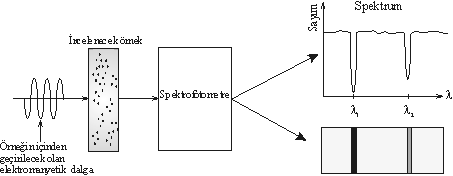 İncelenecek örnek
Spektrofotometre
Örneğin içinden
geçirilecek olan
elektromanyetik dalga
Spektrum
Sayım
λ
λ₁
λ₂